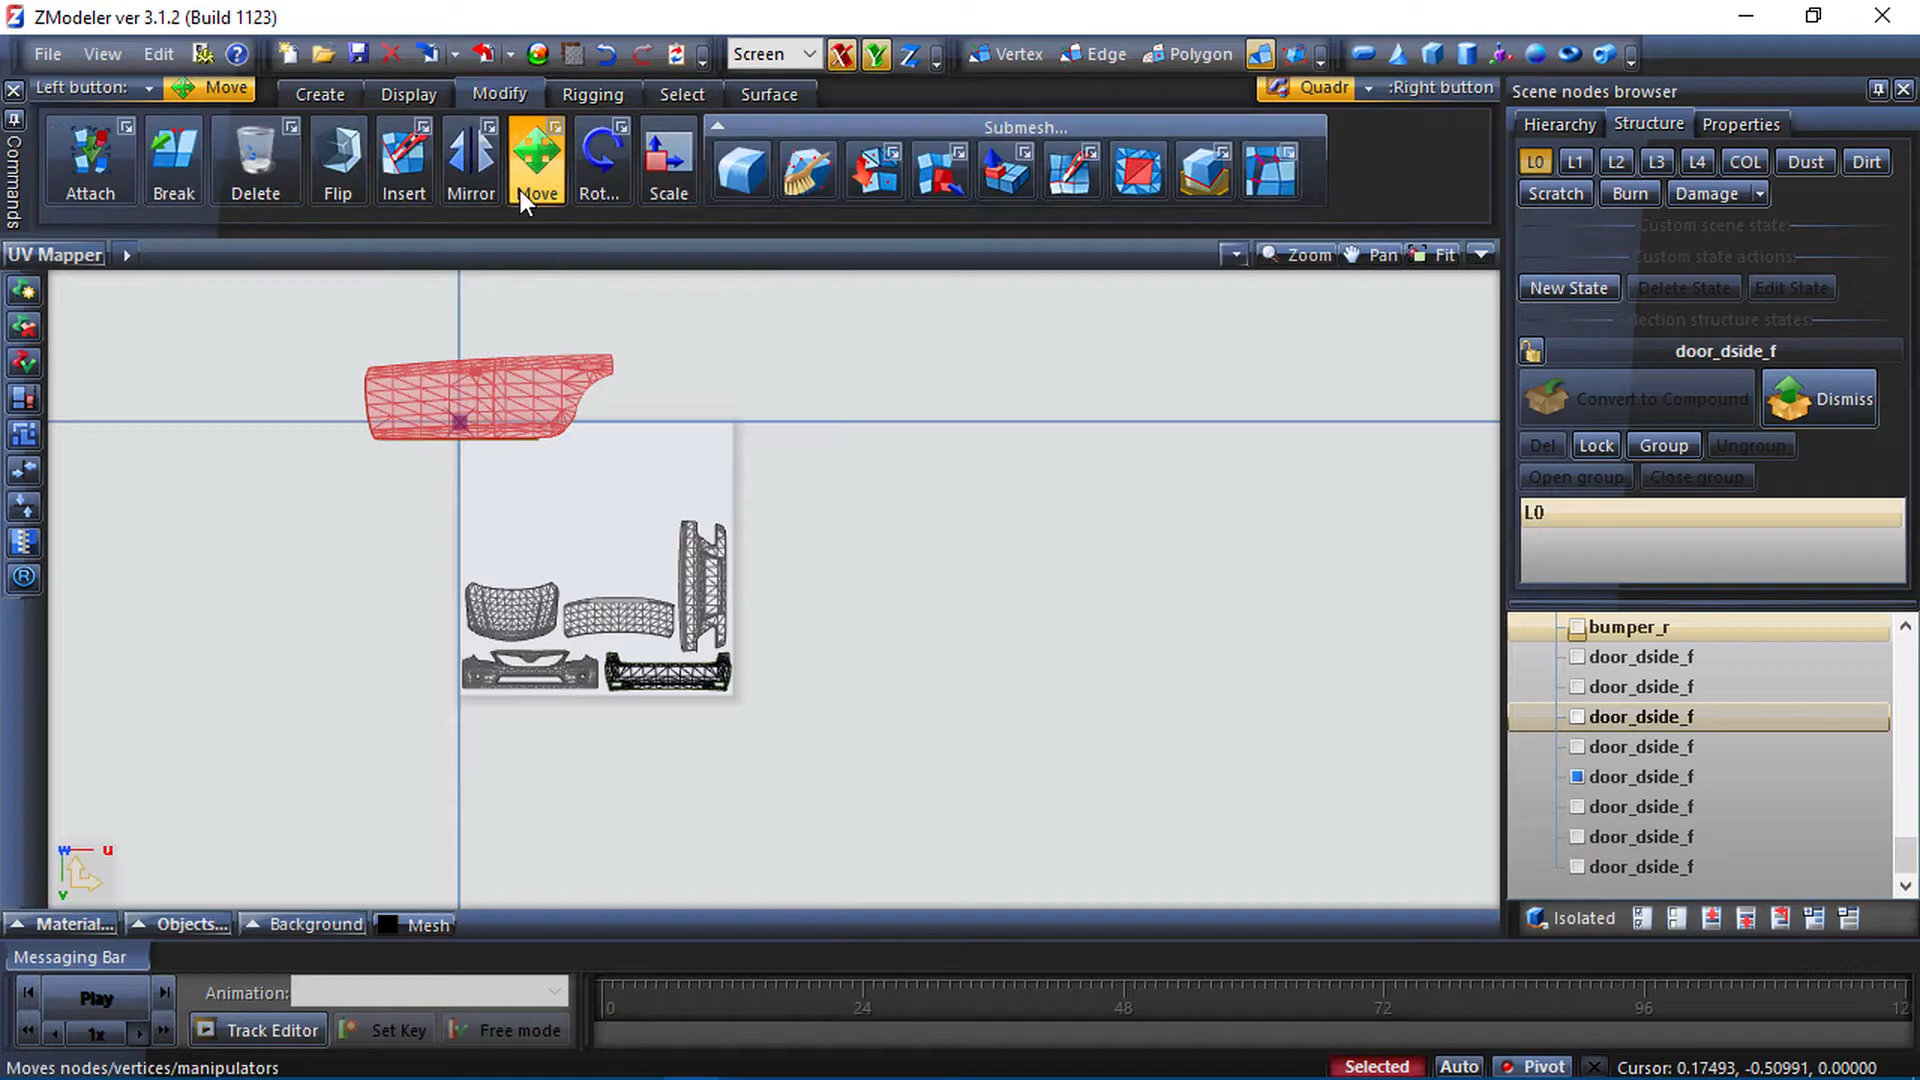 ZModeler ver 3.1.2 (Build 1123)
File View Edit Screen Z Vertex Edge Polygon
Left button: Move Create Display Modify Rigging Select Surface Quadr :Right button
Commands
Attach Break Delete Flip Insert Mirror Move Rot... Scale
Submesh...
UV Mapper Zoom Pan Fit
w u
v
Material... Objects... Background Mesh
Scene nodes browser
Hierarchy Structure Properties
L0 L1 L2 L3 L4 COL Dust Dirt
Scratch Burn Damage
Custom scene state:
Custom state actions:
New State Delete State Edit State
door_dside_f
Convert to Compound Dismiss
Del Lock Group Ungroup
Open group Close group
L0
bumper_r
door_dside_f
door_dside_f
door_dside_f
door_dside_f
door_dside_f
door_dside_f
door_dside_f
door_dside_f
Isolated
Messaging Bar
Play Animation:
1x Track Editor Set Key Free mode
0 24 48 72 96 12
Moves nodes/vertices/manipulators Selected Auto Pivot Cursor: 0.17493, -0.50991, 0.00000